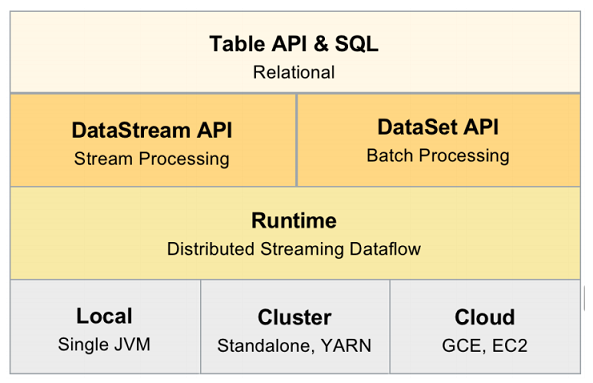 Table API & SQL
Relational
DataStream API
Stream Processing
DataSet API
Batch Processing
Runtime
Distributed Streaming Dataflow
Local
Single JVM
Cluster
Standalone, YARN
Cloud
GCE, EC2